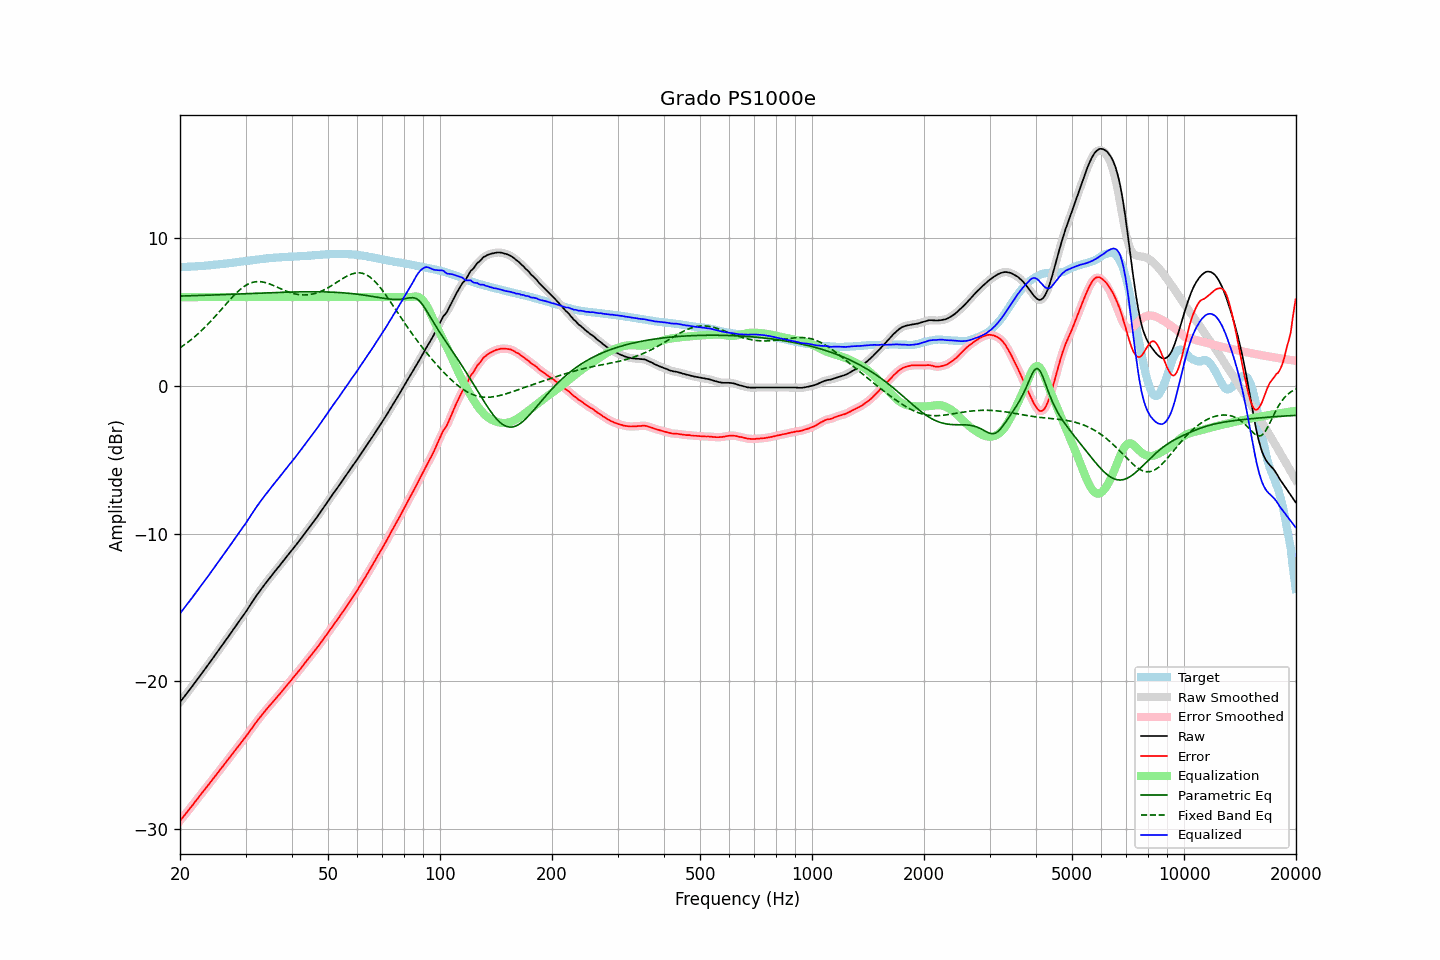 Grado PS1000e
Amplitude (dBr)
10
0
−10
−20
−30
20
50
100
200
500
1000
2000
5000
10000
20000
Frequency (Hz)
Target
Raw Smoothed
Error Smoothed
Raw
Error
Equalization
Parametric Eq
Fixed Band Eq
Equalized